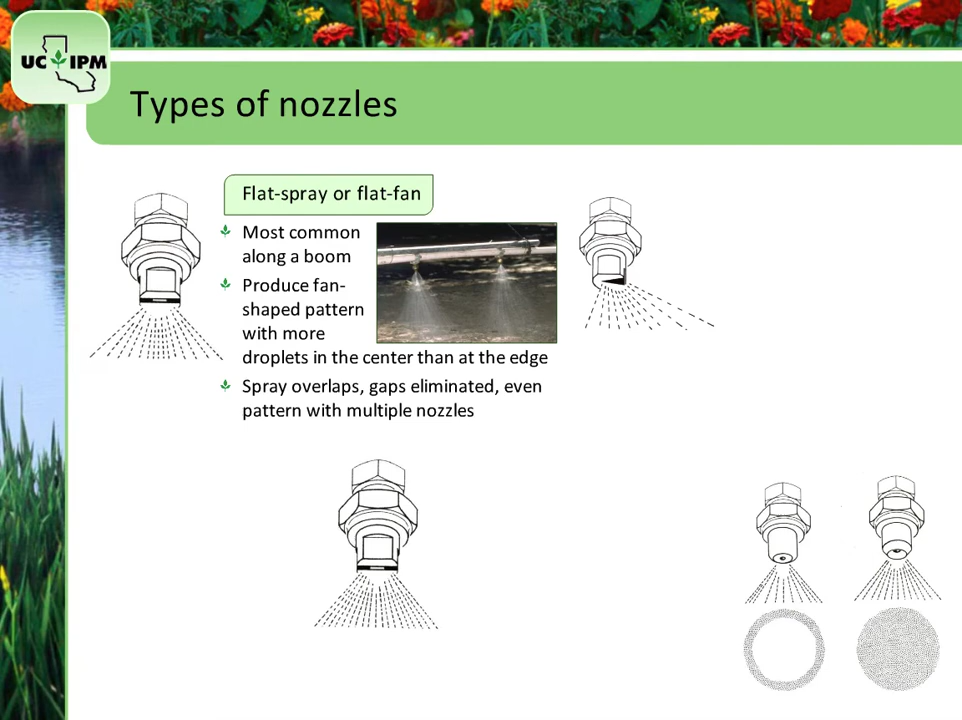 UC IPM
Types of nozzles
Flat-spray or flat-fan
Most common
along a boom
Produce fan-
shaped pattern
with more
droplets in the center than at the edge
Spray overlaps, gaps eliminated, even
pattern with multiple nozzles